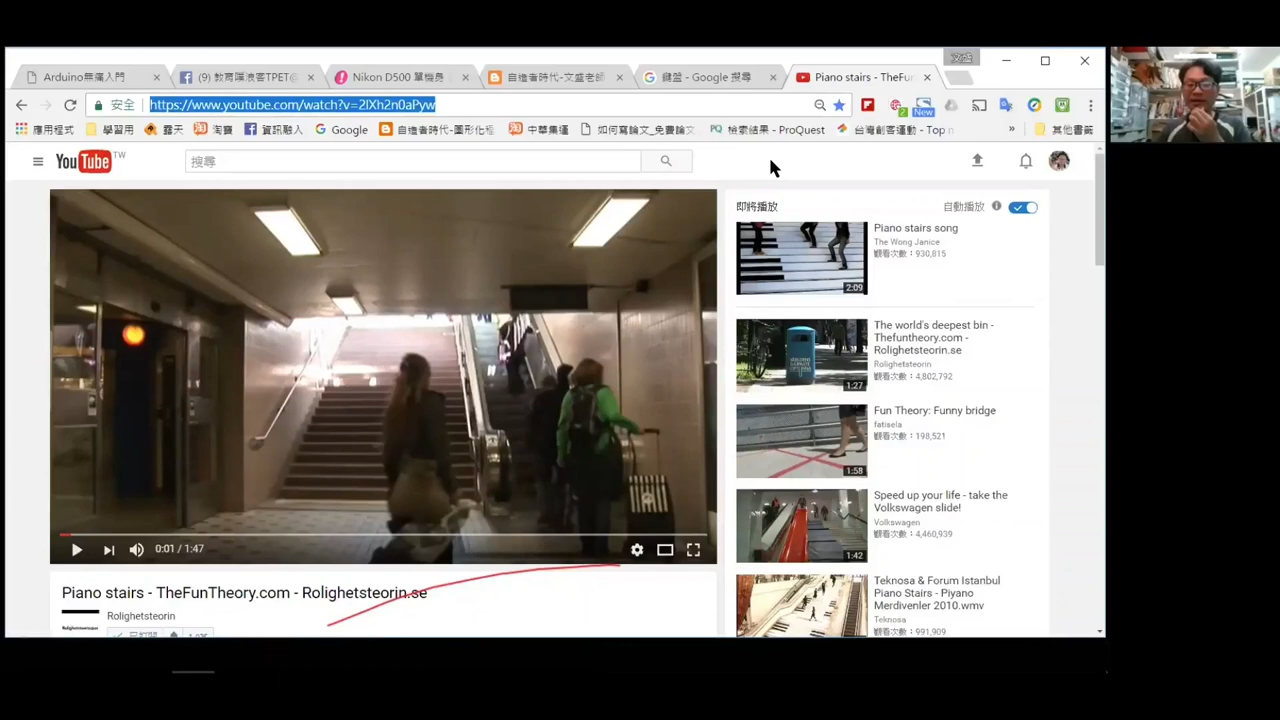 文盛
Arduino無痛入門
(9) 教育噗浪客TPET@
Nikon D500 單機身
自造者時代-文盛老師
鍵盤 - Google 搜尋
Piano stairs - TheFun
安全
https://www.youtube.com/watch?v=2lXh2n0aPyw
New
應用程式
學習用
露天
淘寶
資訊融入
Google
自造者時代-圖形化程
中華集運
如何寫論文_免費論文
檢索結果 - ProQuest
台灣創客運動 - Top n
»
其他書籤
YouTube TW
搜尋
即將播放
自動播放
Piano stairs song
The Wong Janice
觀看次數：930,815
2:09
The world's deepest bin -
Thefuntheory.com -
Rolighetsteorin.se
Rolighetsteorin
觀看次數：4,802,792
1:27
Fun Theory: Funny bridge
fatisela
觀看次數：198,521
1:58
Speed up your life - take the
Volkswagen slide!
Volkswagen
觀看次數：4,460,939
1:42
Teknosa & Forum Istanbul
Piano Stairs - Piyano
Merdivenler 2010.wmv
Teknosa
觀看次數：991,909
0:01 / 1:47
Piano stairs - TheFunTheory.com - Rolighetsteorin.se
Rolighetsteorin